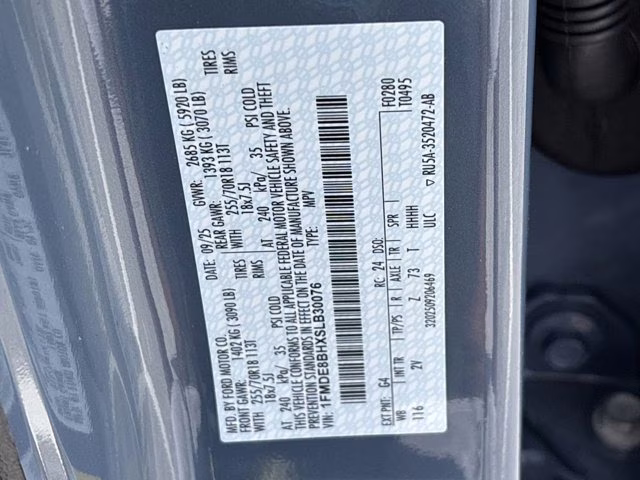 MFD. BY FORD MOTOR CO.
DATE: 09/25 GVWR: 2685 KG ( 5920 LB)
FRONT GAWR: 1402 KG ( 3090 LB) REAR GAWR: 1393 KG ( 3070 LB)
WITH 255/70R18 113T TIRES WITH 255/70R18 113T TIRES
18x7.5J RIMS 18x7.5J RIMS
AT 240 kPa/ 35 PSI COLD AT 240 kPa/ 35 PSI COLD
THIS VEHICLE CONFORMS TO ALL APPLICABLE FEDERAL MOTOR VEHICLE SAFETY AND THEFT
PREVENTION STANDARDS IN EFFECT ON THE DATE OF MANUFACTURE SHOWN ABOVE.
VIN: 1FMDE8BHXSLB30076 TYPE: MPV
F0280
T0495
EXT PNT: G4 RC: 24 DSO:
WB INT TR TP/PS R AXLE TR SPR
116 2V Z 73 T HHHH
ULC
3202509206469 RU5A-3520472-AB